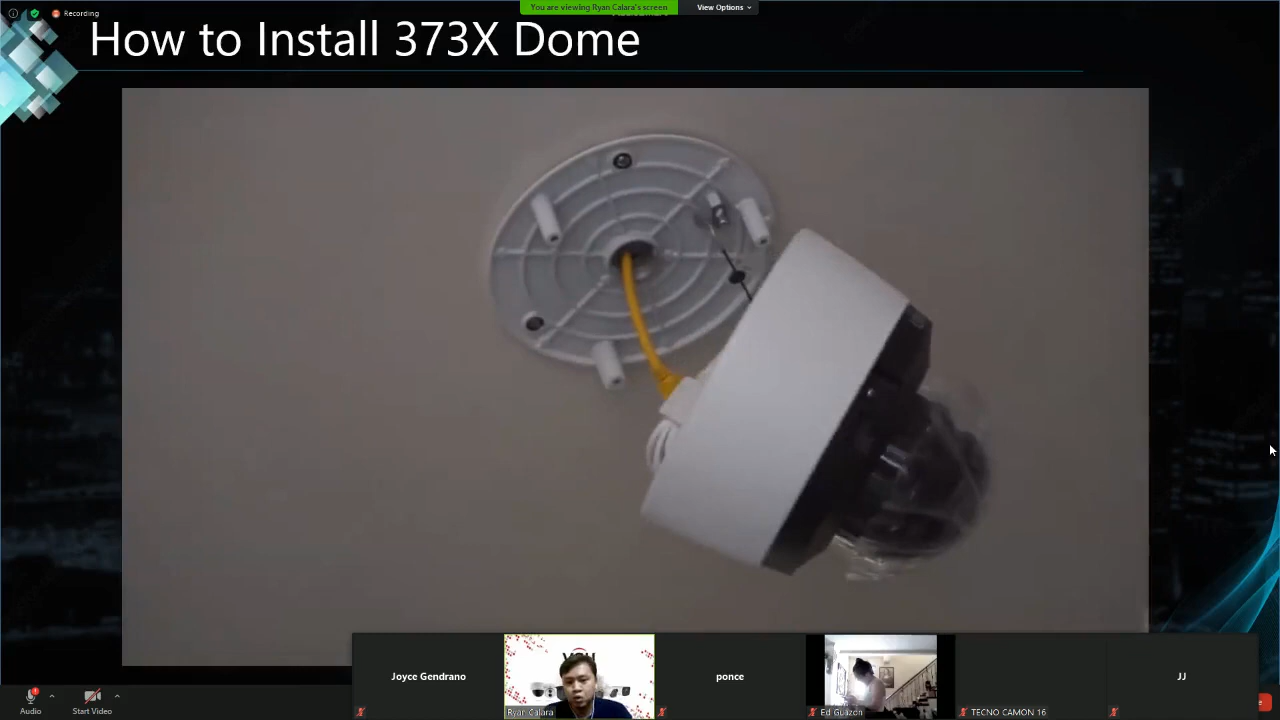 Recording
You are viewing Ryan Calara's screen
View Options
How to Install 373X Dome
Joyce Gendrano
Ryan Calara
ponce
Ed Guazon
TECNO CAMON 16
JJ
Audio
Start Video